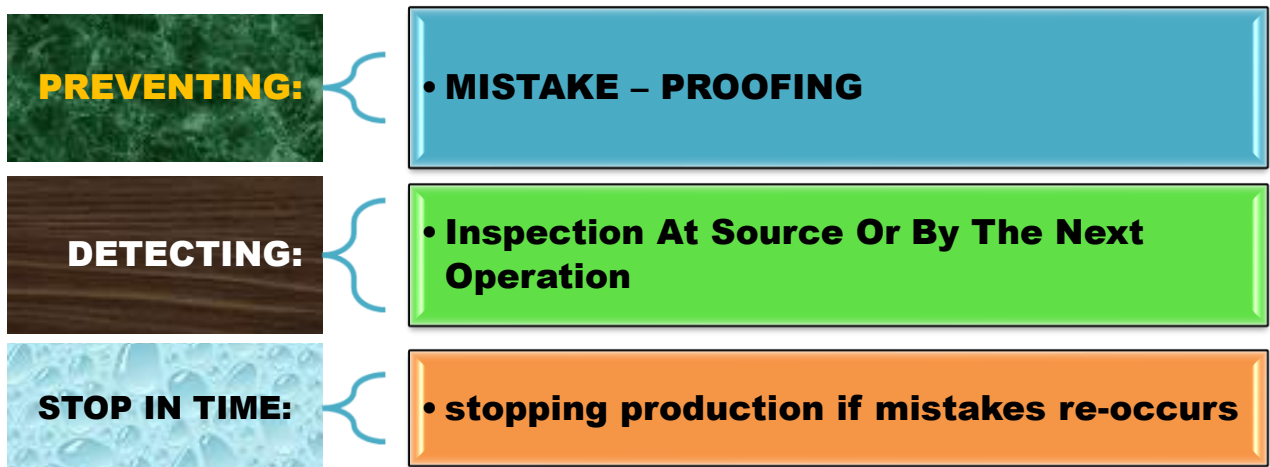 PREVENTING:
• MISTAKE – PROOFING
DETECTING:
• Inspection At Source Or By The Next
Operation
STOP IN TIME:
• stopping production if mistakes re-occurs